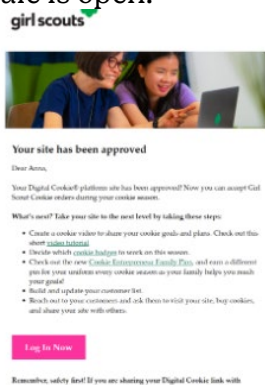 sale is open.
girl scouts
Your site has been approved
Dear Anna,
Your Digital Cookie® platform site has been approved! Now you can accept Girl
Scout Cookie orders during your cookie season.
What's next? Take your site to the next level by taking these steps:
Create a cookie video to share your cookie goals and plans. Check out this
short video tutorial
Decide which cookie badges to work on this season.
Check out the new Cookie Entrepreneur Family Pins, and earn a different
pin for your uniform every cookie season as your family helps you reach
your goals!
Build and update your customer list.
Reach out to your customers and ask them to visit your site, buy cookies,
and share your site with others.
Log In Now
Remember, safety first! If you are sharing your Digital Cookie link with